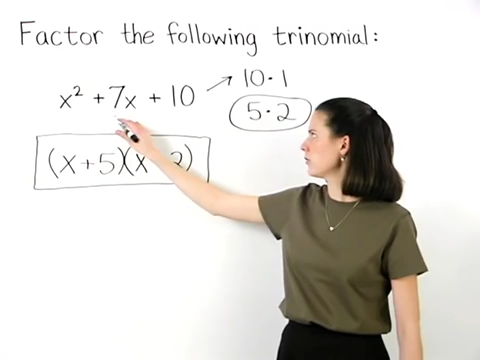 Factor the following trinomial:
x² + 7x + 10 → 10 · 1
5 · 2
(x + 5)(x 2)